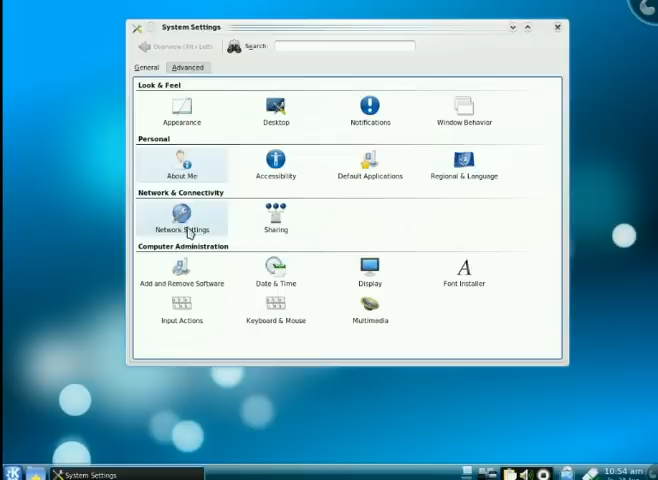 System Settings
Overview (Alt+Left)
Search:
General Advanced
Look & Feel
Appearance Desktop Notifications Window Behavior
Personal
About Me Accessibility Default Applications Regional & Language
Network & Connectivity
Network Settings Sharing
Computer Administration
Add and Remove Software Date & Time Display Font Installer
Input Actions Keyboard & Mouse Multimedia
System Settings
10:54 am